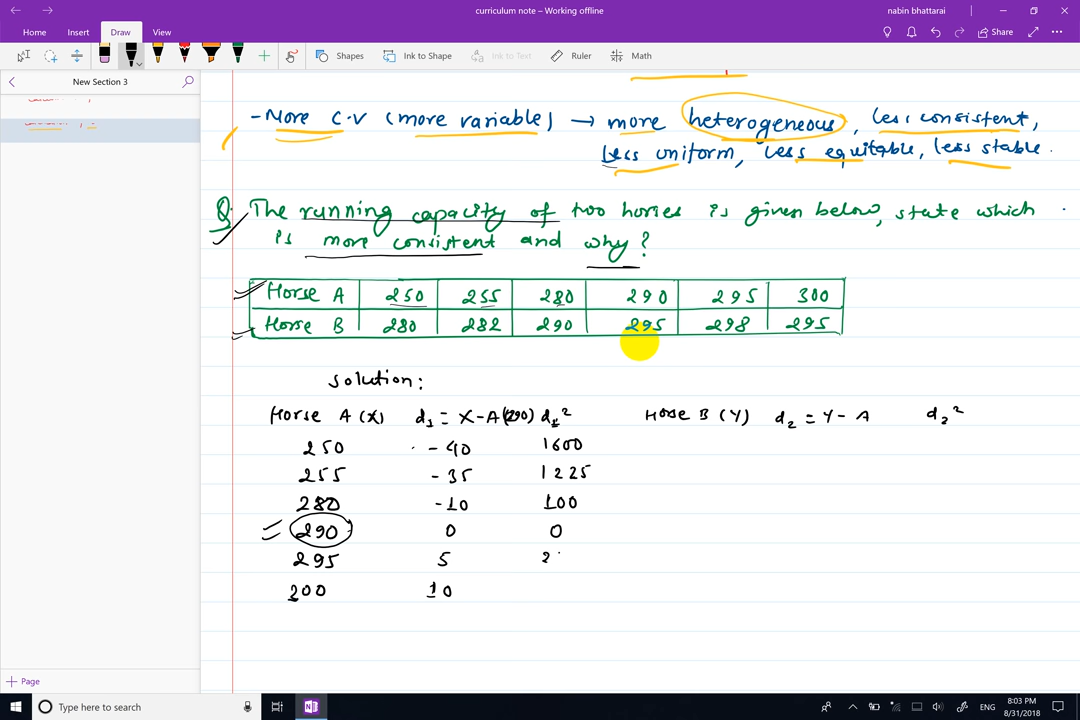 curriculum note – Working offline
nabin bhattarai
Home Insert Draw View
Share
Shapes Ink to Shape Ink to Text Ruler Math
New Section 3
- More C.V (more variable) → more heterogeneous, less consistent,
less uniform, less equitable, less stable.
Q. The running capacity of two horses is given below, state which
is more consistent and why?
Horse A 250 255 280 290 295 300
Horse B 280 282 290 295 298 295
Solution:
Horse A (X) d1 = X-A(290) d1² Horse B (Y) d2 = Y-A d2²
250 -40 1600
255 -35 1225
280 -10 100
290 0 0
295 5 2
300 10
+ Page
Type here to search
ENG
8:03 PM
8/31/2018